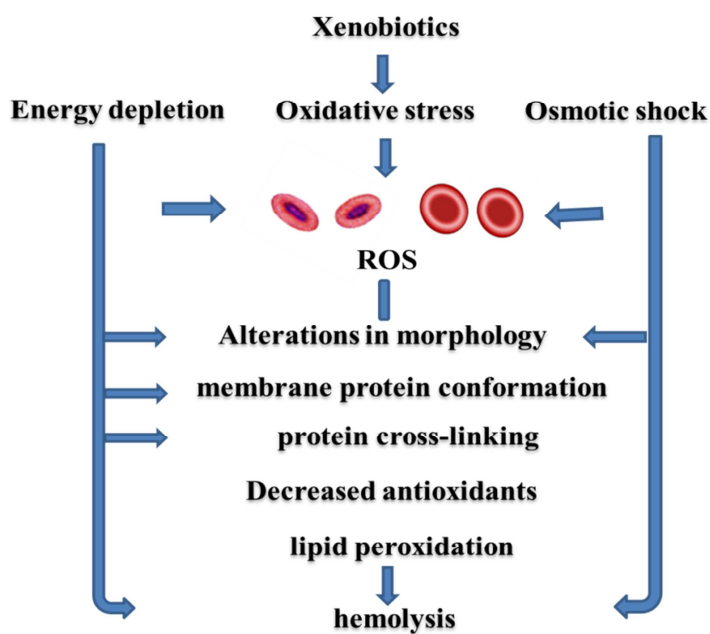 Xenobiotics
Energy depletion
Oxidative stress
Osmotic shock
ROS
Alterations in morphology
membrane protein conformation
protein cross-linking
Decreased antioxidants
lipid peroxidation
hemolysis